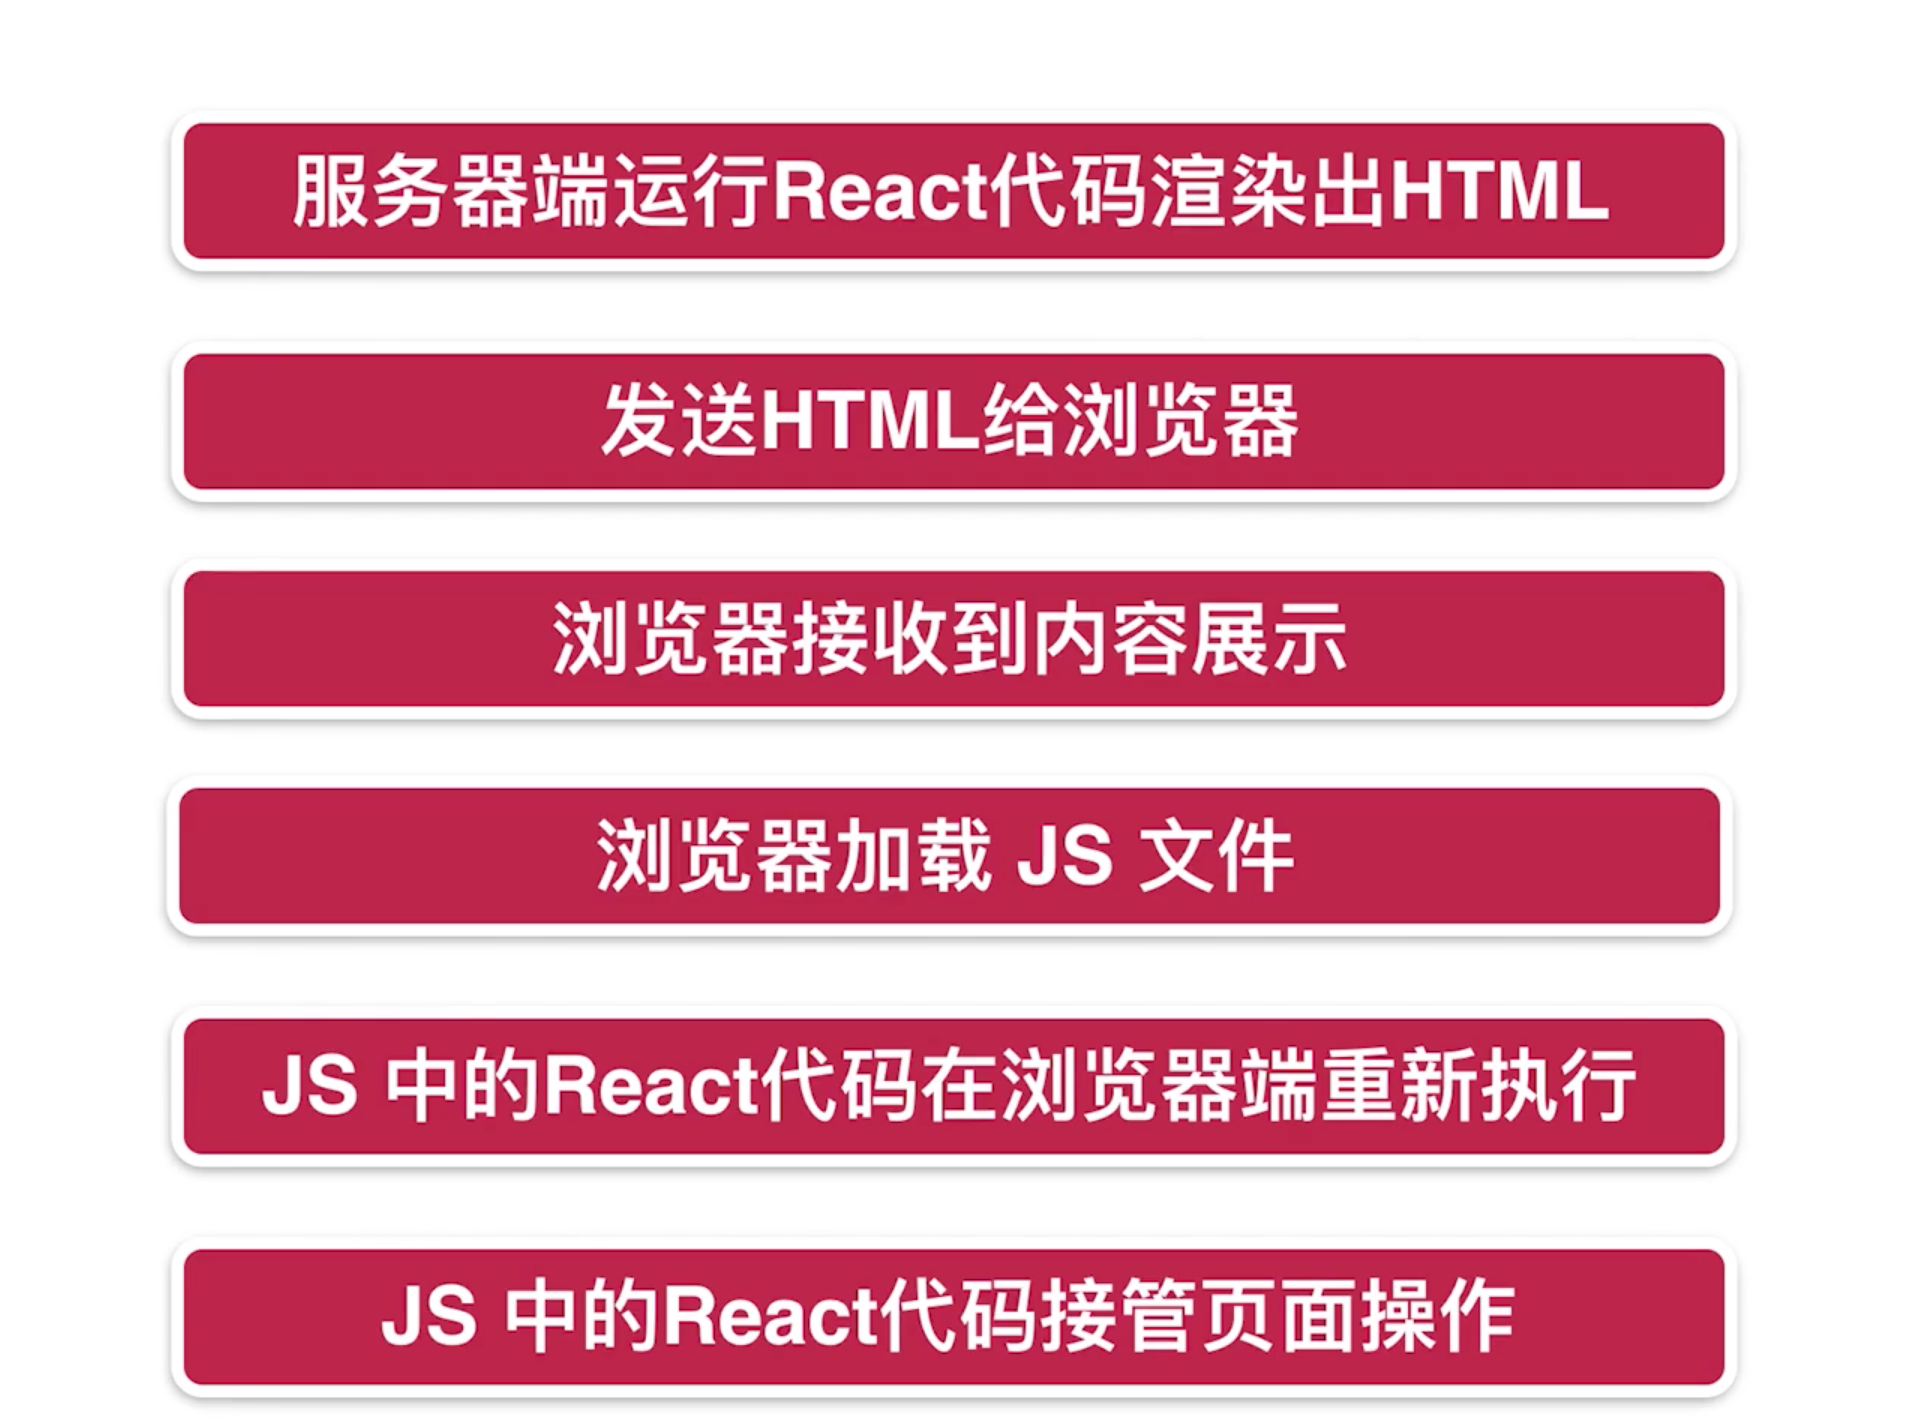 服务器端运行React代码渲染出HTML
发送HTML给浏览器
浏览器接收到内容展示
浏览器加载 JS 文件
JS 中的React代码在浏览器端重新执行
JS 中的React代码接管页面操作